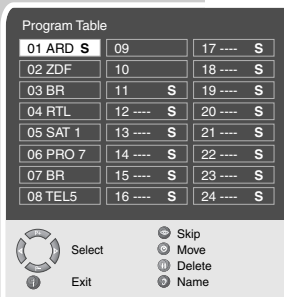 Program Table
01 ARD S 09 17 ---- S
02 ZDF 10 18 ---- S
03 BR 11 S 19 ---- S
04 RTL 12 ---- S 20 ---- S
05 SAT 1 13 ---- S 21 ---- S
06 PRO 7 14 ---- S 22 ---- S
07 BR 15 ---- S 23 ---- S
08 TEL5 16 ---- S 24 ---- S
Select
Exit
Skip
Move
Delete
Name